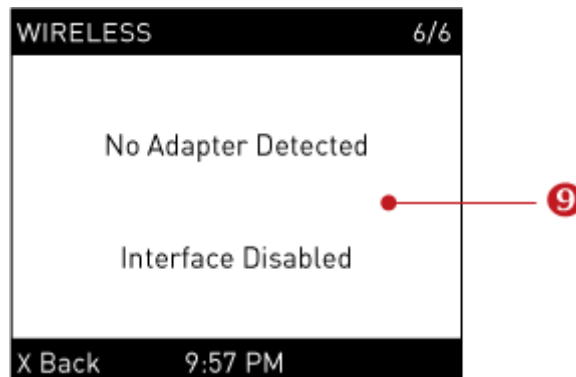 WIRELESS 6/6
No Adapter Detected
9
Interface Disabled
X Back 9:57 PM